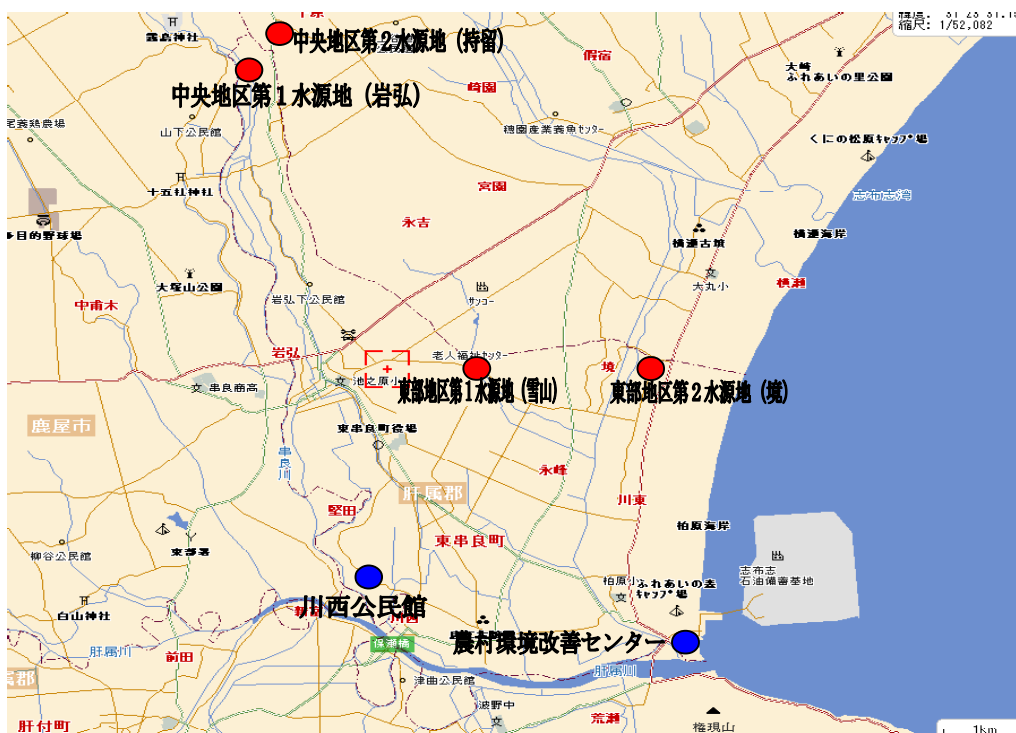 縮尺: 1/52,082
霧島神社
中央地区第２水源地（持留）
假宿
大崎
ふれあいの里公園
中央地区第１水源地（岩弘）
崎園
山下公民館
くにの松原ｷｬﾝﾌﾟ場
十五社神社
宮園
志布志湾
永吉
横瀬海岸
横瀬古墳
大塚山公園
サンコー
大丸小
横瀬
中甫木
岩弘下公民館
岩弘
老人福祉ｾﾝﾀｰ
境
串良商高
池之原小
東部地区第１水源地（雪山）
東部地区第２水源地（境）
鹿屋市
東串良町役場
串良川
永峰
肝属郡
川東
堅田
柏原海岸
東串良町
柳谷公民館
東部署
志布志
石油備蓄基地
柏原小
ふれあいの森
ｷｬﾝﾌﾟ場
川西公民館
白山神社
川西
農村環境改善センター
保瀬橋
肝属川
前田
肝属川
津曲公民館
波野中
荒瀬
権現山
肝付町
1km